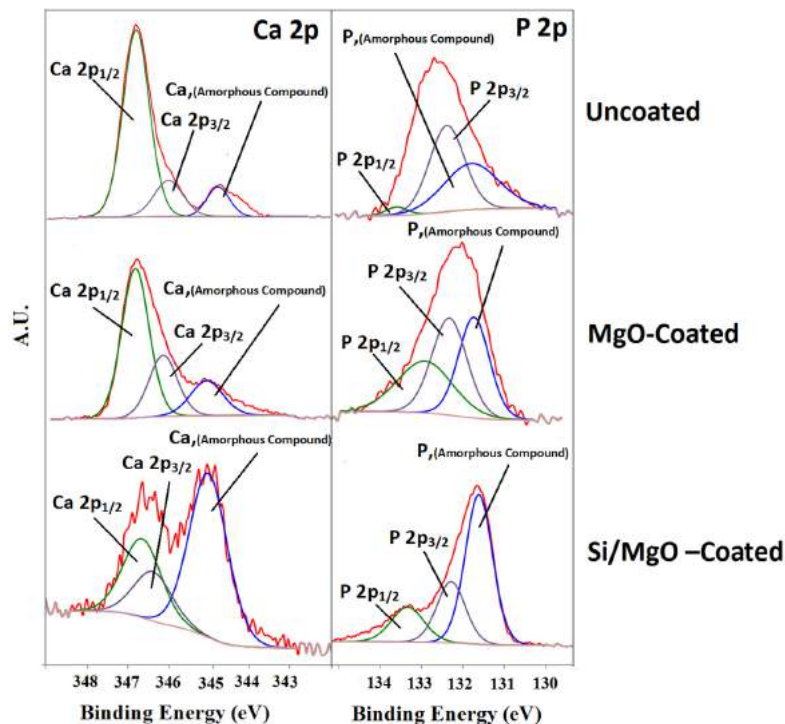 Ca 2p
P 2p
Ca 2p1/2
Ca,(Amorphous Compound)
Ca 2p3/2
P,(Amorphous Compound)
P 2p3/2
P 2p1/2
Uncoated
Ca 2p1/2
Ca,(Amorphous Compound)
Ca 2p3/2
P,(Amorphous Compound)
P 2p3/2
P 2p1/2
MgO-Coated
A.U.
Ca,(Amorphous Compound)
Ca 2p3/2
Ca 2p1/2
P,(Amorphous Compound)
P 2p3/2
P 2p1/2
Si/MgO –Coated
348 347 346 345 344 343
134 133 132 131 130
Binding Energy (eV)
Binding Energy (eV)